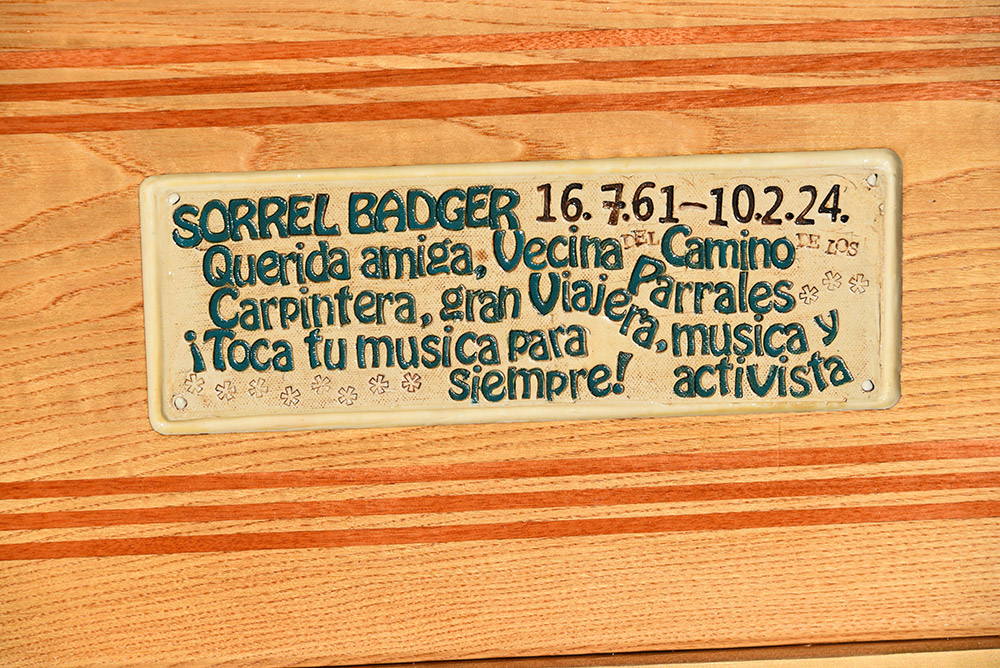 SORREL BADGER 16.7.61-10.2.24.
Querida amiga, Vecina DEL Camino DE LOS
Carpintera, gran Viajera, Parrales
¡Toca tu musica para musica y
siempre! activista